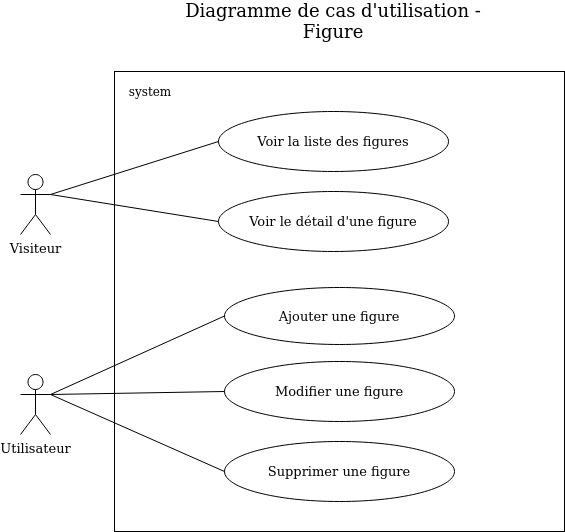 Diagramme de cas d'utilisation -
Figure
system
Voir la liste des figures
Voir le détail d'une figure
Visiteur
Ajouter une figure
Modifier une figure
Utilisateur
Supprimer une figure